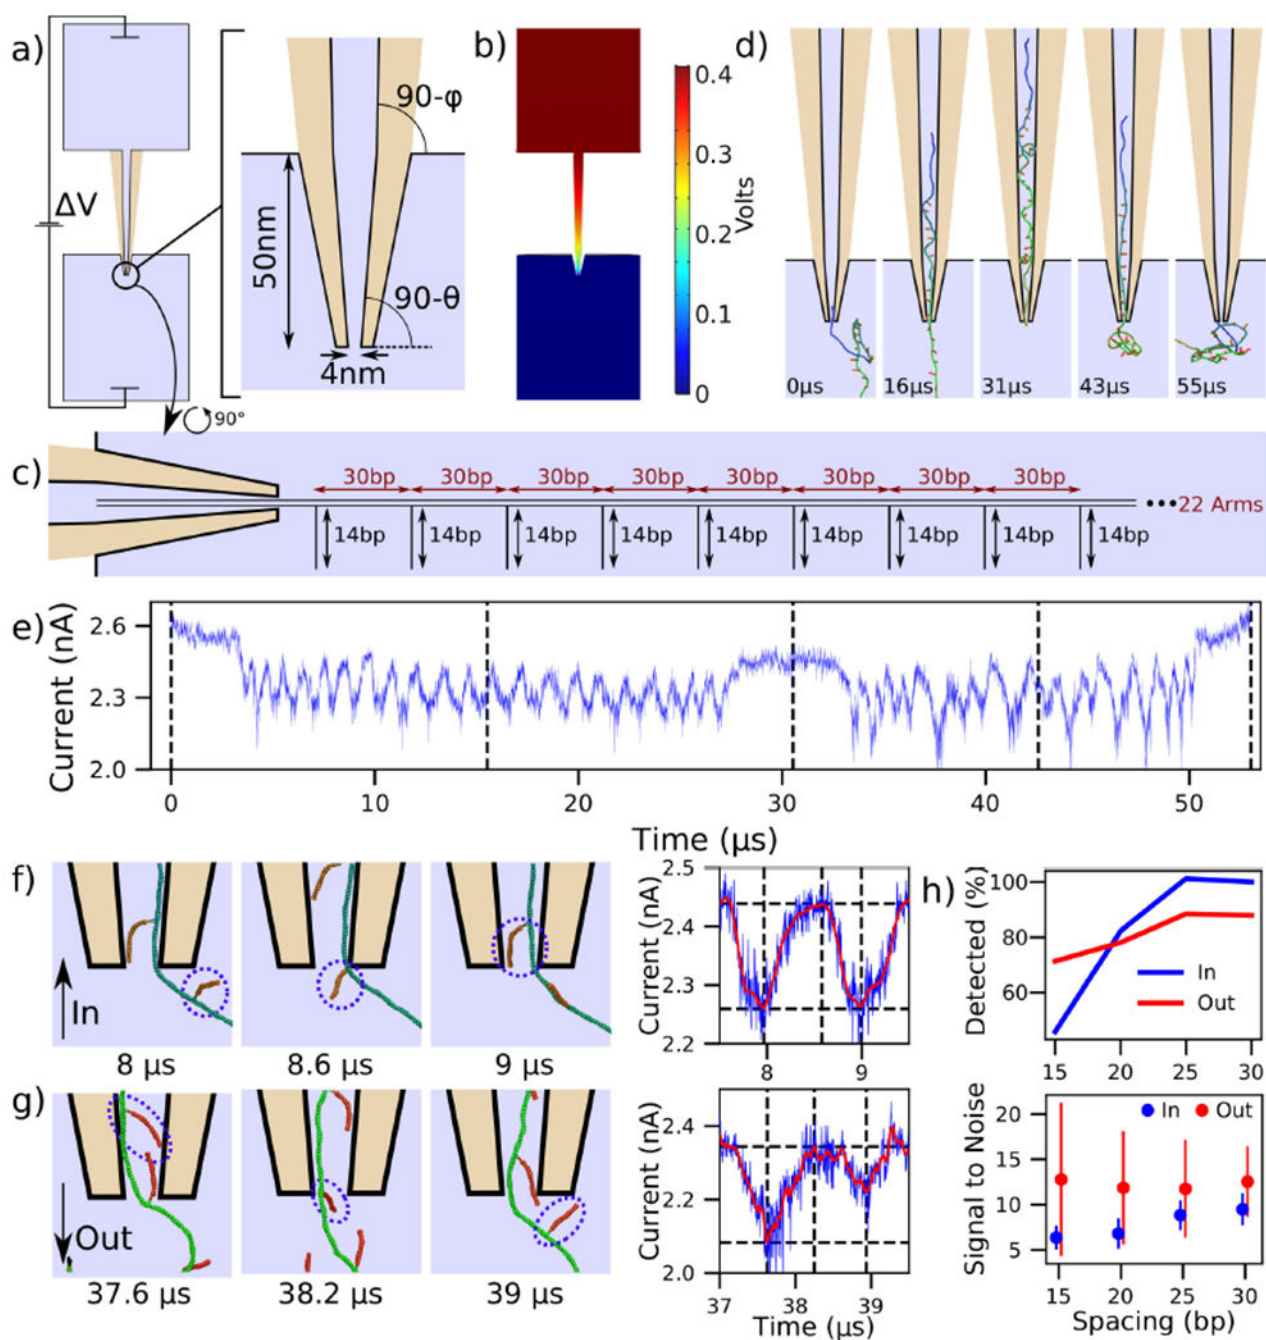 a)
ΔV
90°
90-φ
50nm
90-θ
4nm
b)
0.4
0.3
0.2
0.1
0
Volts
d)
0µs
16µs
31µs
43µs
55µs
c)
30bp 30bp 30bp 30bp 30bp 30bp 30bp 30bp
14bp 14bp 14bp 14bp 14bp 14bp 14bp 14bp 14bp
•••22 Arms
e)
Current (nA)
2.6
2.3
2.0
0 10 20 30 40 50
Time (µs)
f)
In
8 µs
8.6 µs
9 µs
Current (nA)
2.5
2.4
2.3
2.2
8 9
g)
Out
37.6 µs
38.2 µs
39 µs
Current (nA)
2.4
2.2
2.0
37 38 39
Time (µs)
h)
Detected (%)
100
80
60
In
Out
15 20 25 30
Signal to Noise
20
15
10
5
In Out
15 20 25 30
Spacing (bp)